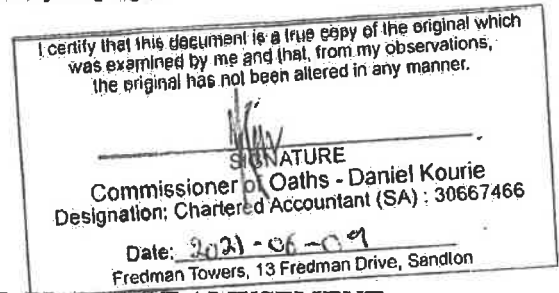 I certify that this document is a true copy of the original which
was examined by me and that, from my observations,
the original has not been altered in any manner.
SIGNATURE
Commissioner of Oaths - Daniel Kourie
Designation: Chartered Accountant (SA) : 30667466
Date: 2021-06-09
Fredman Towers, 13 Fredman Drive, Sandton